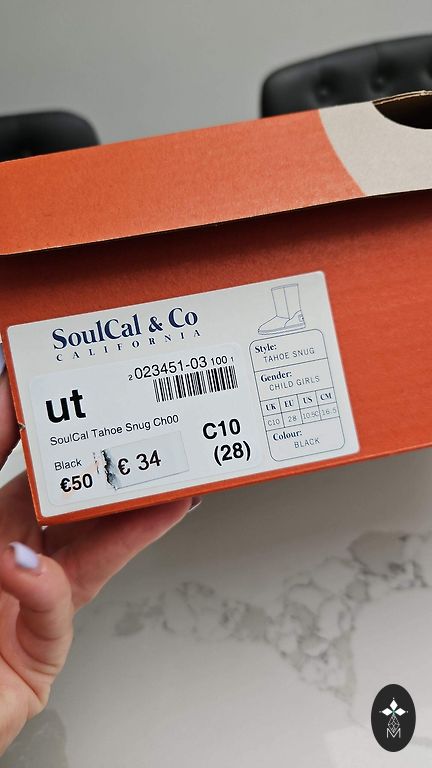 SoulCal & Co
CALIFORNIA
2 023451-03 100 1
ut
SoulCal Tahoe Snug Ch00
Black
€50
€ 34
C10
(28)
Style:
TAHOE SNUG
Gender:
CHILD GIRLS
UK EU US CM
C10 28 10.5C 16.5
Colour:
BLACK
M